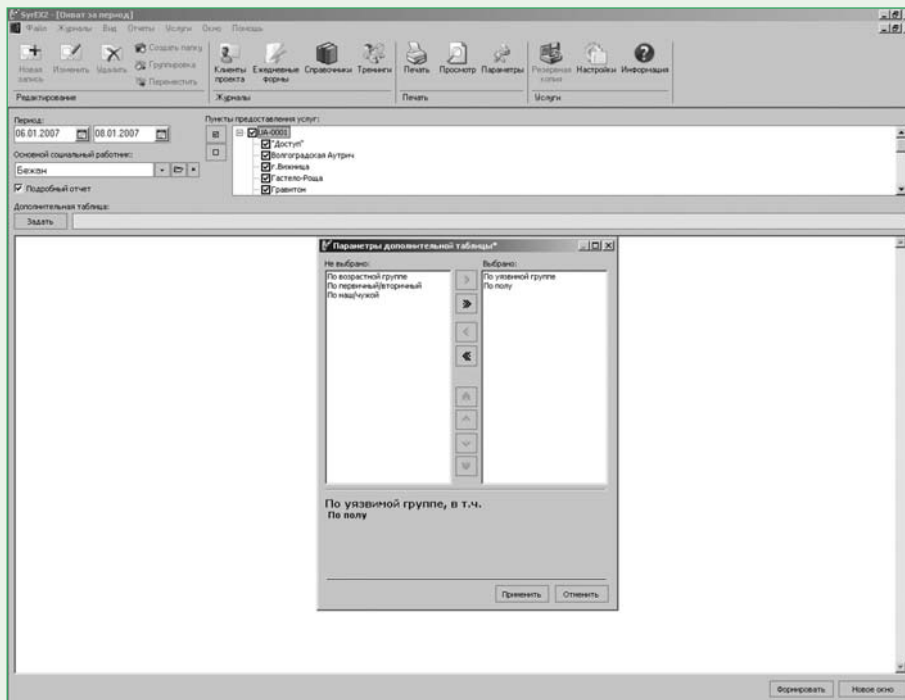 SyrEX2 - [Охват за период]
Файл Журналы Вид Отчеты Услуги Окно Помощь
Новая запись Изменить Удалить
Создать папку
Группировка
Переместить
Клиенты проекта Ежедневные формы Справочники Тренинги
Печать Просмотр Параметры
Резервная копия Настройки Информация
Редактирование Журналы Печать Услуги
Период:
06.01.2007 08.01.2007
Основной социальный работник:
Бежан
Подробный отчет
Пункты предоставления услуг:
UA-0001
"Доступ"
Волгоградская Аутрич
г.Вижница
Гастело-Роща
Гравитон
Дополнительная таблица:
Задать
Параметры дополнительной таблицы*
Не выбрано:
По возрастной группе
По первичный/вторичный
По наш/чужой
Выбрано:
По уязвимой группе
По полу
По уязвимой группе, в т.ч.
По полу
Применить Отменить
Формировать Новое окно